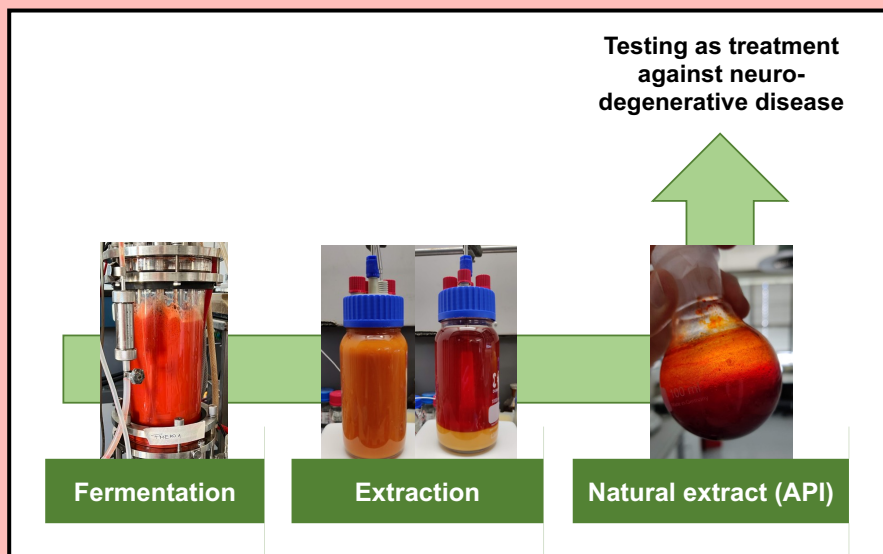 Testing as treatment
against neuro-
degenerative disease
Fermentation
Extraction
Natural extract (API)